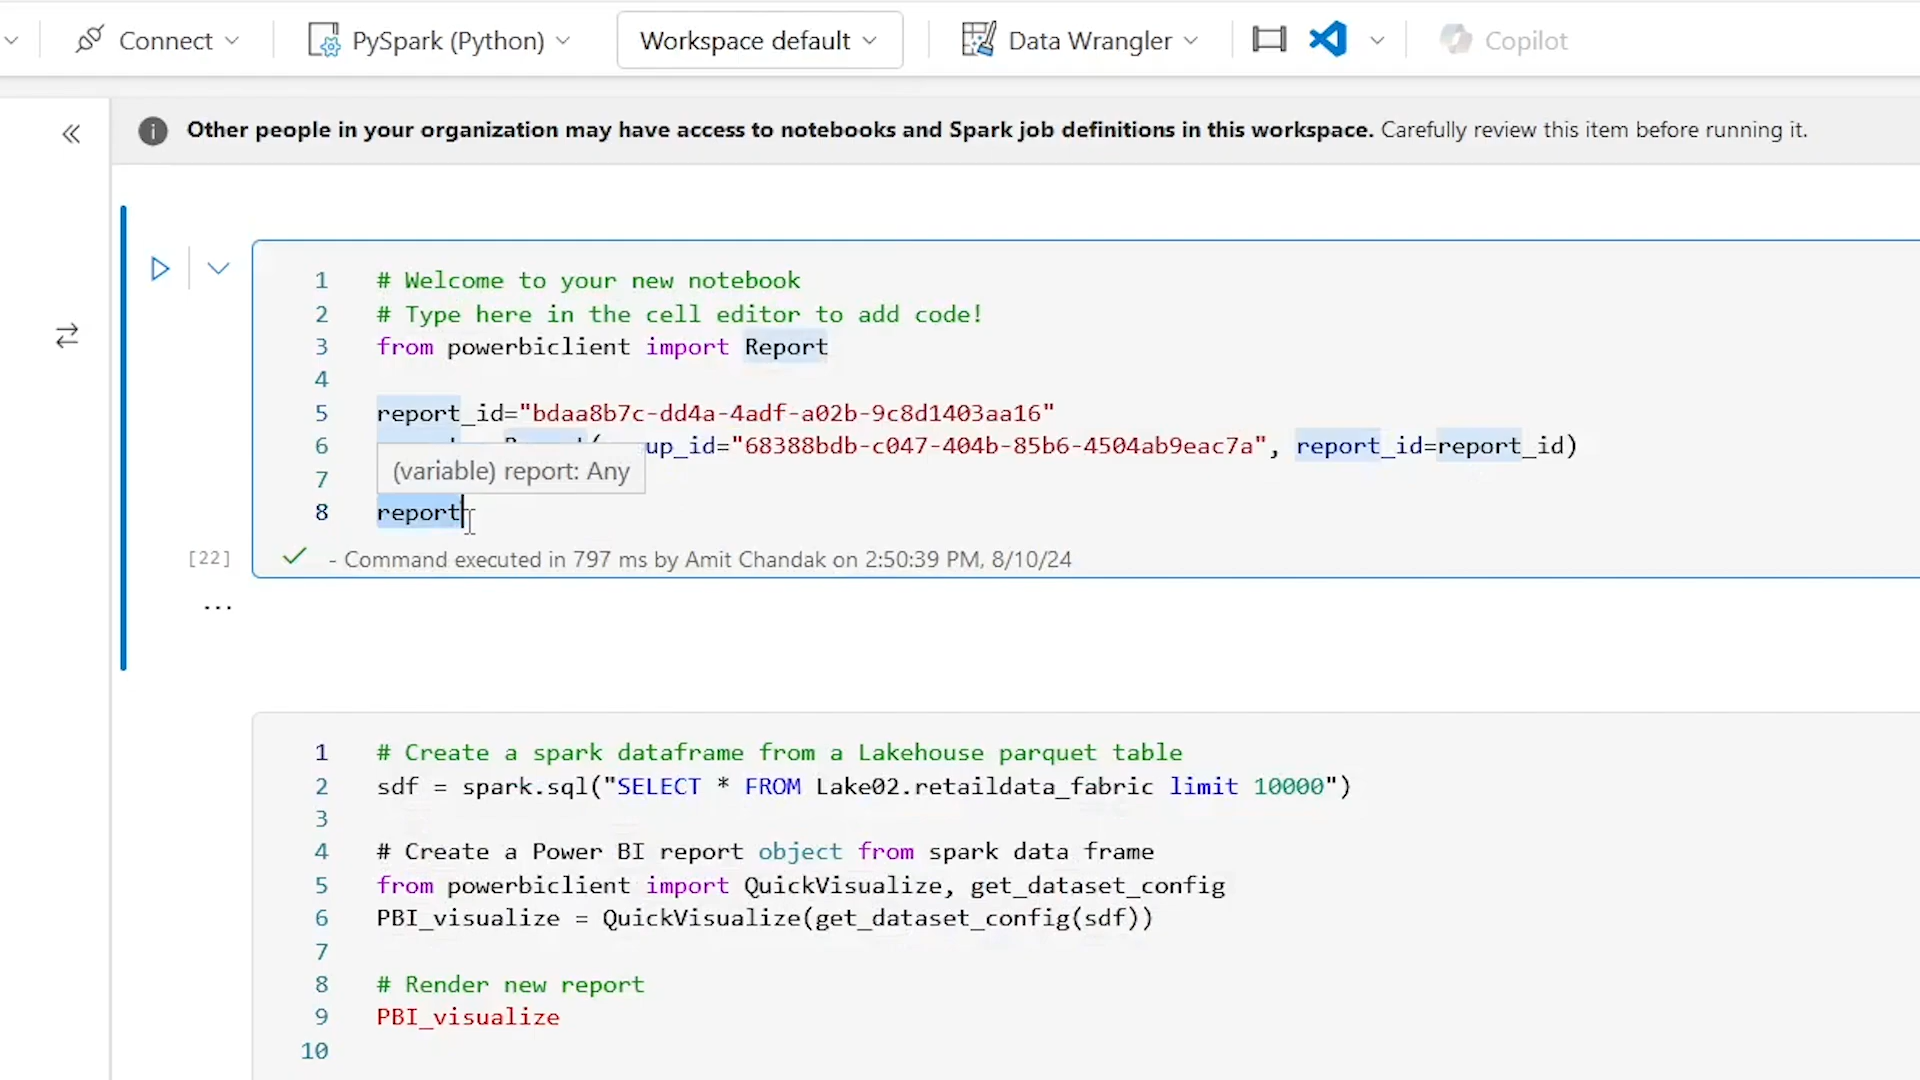 Connect PySpark (Python) Workspace default Data Wrangler Copilot
Other people in your organization may have access to notebooks and Spark job definitions in this workspace. Carefully review this item before running it.
1 # Welcome to your new notebook
2 # Type here in the cell editor to add code!
3 from powerbiclient import Report
4
5 report_id="bdaa8b7c-dd4a-4adf-a02b-9c8d1403aa16"
6 up_id="68388bdb-c047-404b-85b6-4504ab9eac7a", report_id=report_id)
(variable) report: Any
7
8 report
[22] - Command executed in 797 ms by Amit Chandak on 2:50:39 PM, 8/10/24
...
1 # Create a spark dataframe from a Lakehouse parquet table
2 sdf = spark.sql("SELECT * FROM Lake02.retaildata_fabric limit 10000")
3
4 # Create a Power BI report object from spark data frame
5 from powerbiclient import QuickVisualize, get_dataset_config
6 PBI_visualize = QuickVisualize(get_dataset_config(sdf))
7
8 # Render new report
9 PBI_visualize
10